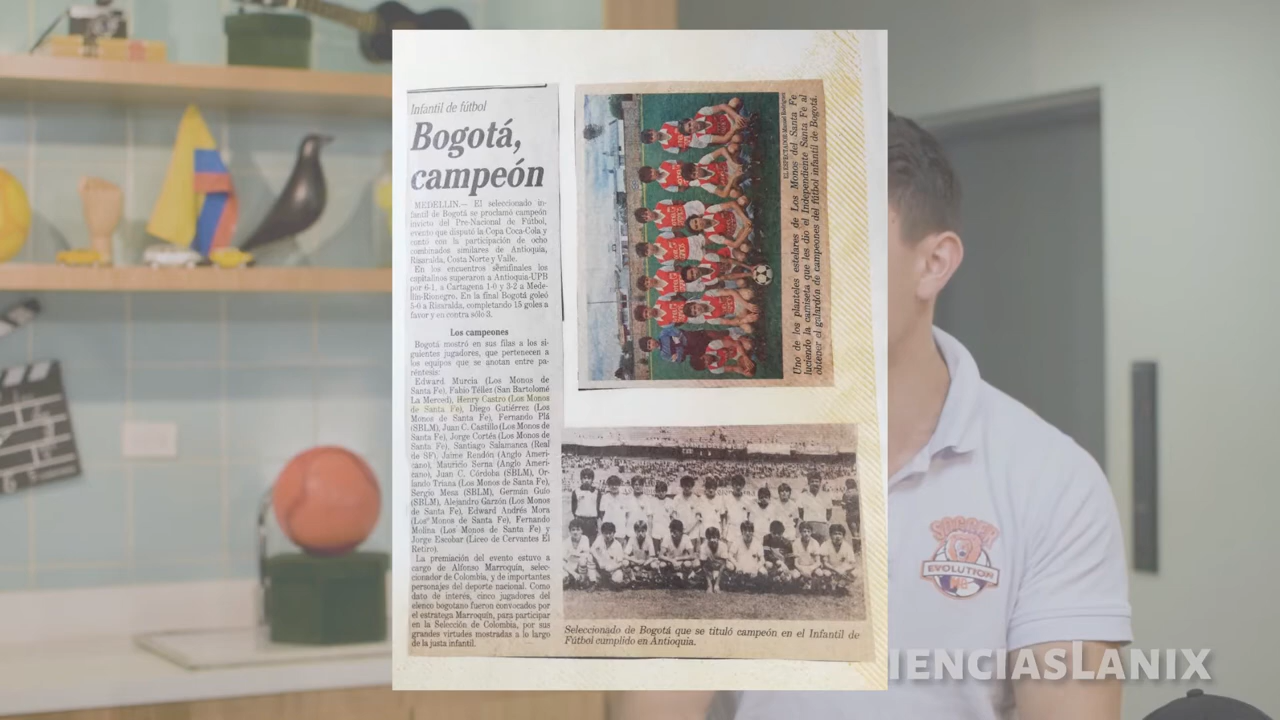 Infantil de fútbol
Bogotá,
campeón
MEDELLIN.— El seleccionado in-
fantil de Bogotá se proclamó campeón
invicto del Pre-Nacional de Fútbol,
evento que disputó la Copa Coca-Cola y
contó con la participación de ocho
combinados similares de Antioquia,
Risaralda, Costa Norte y Valle.
En los encuentros semifinales los
capitalinos superaron a Antioquia-UPB
por 6-1, a Cartagena 1-0 y 3-2 a Mede-
llín-Rionegro. En la final Bogotá goleó
5-0 a Risaralda, completando 15 goles a
favor y en contra sólo 3.
Los campeones
Bogotá mostró en sus filas a los si-
guientes jugadores, que pertenecen a
los equipos que se anotan entre pa-
réntesis:
Edward Murcia (Los Monos de
Santa Fe), Fabio Téllez (San Bartolomé
La Merced), Henry Castro (Los Monos
de Santa Fe), Diego Gutiérrez (Los
Monos de Santa Fe), Fernando Plá
(SBLM), Juan C. Castillo (Los Monos de
Santa Fe), Jorge Cortés (Los Monos de
Santa Fe), Santiago Salamanca (Real
de SF), Jaime Rendón (Anglo Ameri-
cano), Mauricio Serna (Anglo Ameri-
cano), Juan C. Córdoba (SBLM), Or-
lando Triana (Los Monos de Santa Fe),
Sergio Mesa (SBLM), Germán Guío
(SBLM), Alejandro Garzón (Los Monos
de Santa Fe), Edward Andrés Mora
(Los Monos de Santa Fe), Fernando
Molina (Los Monos de Santa Fe) y
Jorge Escobar (Liceo de Cervantes El
Retiro).
La premiación del evento estuvo a
cargo de Alfonso Marroquín, selec-
cionador de Colombia, y de importantes
personajes del deporte nacional. Como
dato de interés, cinco jugadores del
elenco bogotano fueron convocados por
el estratega Marroquín, para participar
en la Selección de Colombia, por sus
grandes virtudes mostradas a lo largo
de la justa infantil.
EL ESPECTADOR
Uno de los planteles estelares de Los Monos del Santa Fe
luciendo la camiseta que les dio el Independiente Santa Fe al
obtener el galardón de campeones del fútbol infantil de Bogotá.
Seleccionado de Bogotá que se tituló campeón en el Infantil de
Fútbol cumplido en Antioquia.
SOCCER
EVOLUTION
IENCIASLANIX